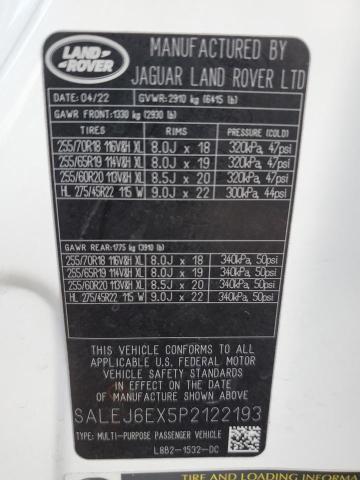 LAND
ROVER
MANUFACTURED BY
JAGUAR LAND ROVER LTD
DATE: 04/22 GVWR: 2910 kg (6415 lb)
GAWR FRONT: 1330 kg (2930 lb)
TIRES RIMS PRESSURE (COLD)
255/70R18 116V&H XL 8.0J x 18 320kPa, 47psi
255/65R19 114V&H XL 8.0J x 19 320kPa, 47psi
255/60R20 113V&H XL 8.5J x 20 320kPa, 47psi
HL 275/45R22 115 W 9.0J x 22 300kPa, 44psi
GAWR REAR: 1775 kg (3910 lb)
255/70R18 116V&H XL 8.0J x 18 340kPa, 50psi
255/65R19 114V&H XL 8.0J x 19 340kPa, 50psi
255/60R20 113V&H XL 8.5J x 20 340kPa, 50psi
HL 275/45R22 115 W 9.0J x 22 340kPa, 50psi
THIS VEHICLE CONFORMS TO ALL
APPLICABLE U.S. FEDERAL MOTOR
VEHICLE SAFETY STANDARDS IN
EFFECT ON THE DATE OF
MANUFACTURE SHOWN ABOVE.
SALEJ6EX5P2122193
TYPE: MULTI-PURPOSE PASSENGER VEHICLE
L8B2-1532-DC
TIRE AND LOADING